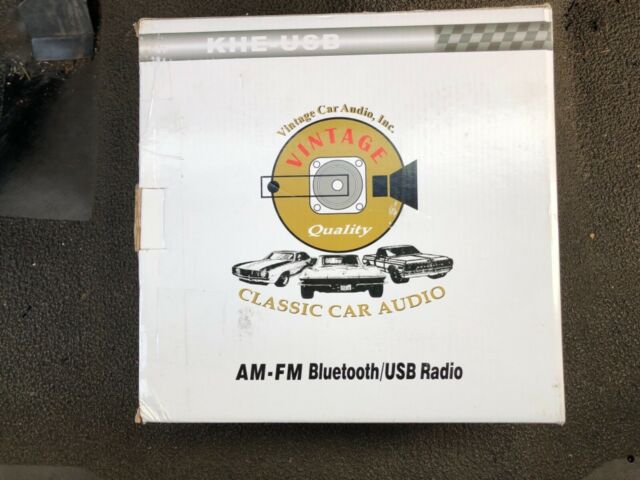 KHE-USB
Vintage Car Audio, Inc.
VINTAGE
Quality
CLASSIC CAR AUDIO
AM-FM Bluetooth/USB Radio